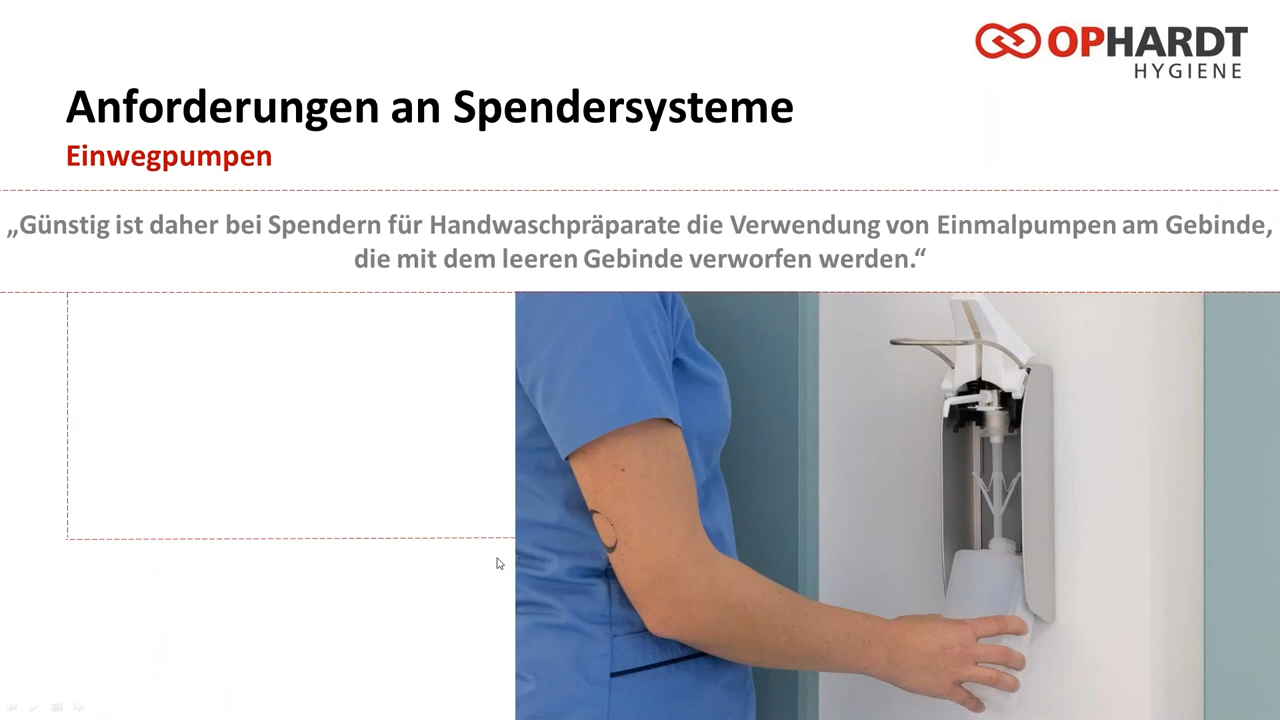 OPHARDT
HYGIENE
Anforderungen an Spendersysteme
Einwegpumpen
„Günstig ist daher bei Spendern für Handwaschpräparate die Verwendung von Einmalpumpen am Gebinde,
die mit dem leeren Gebinde verworfen werden.“